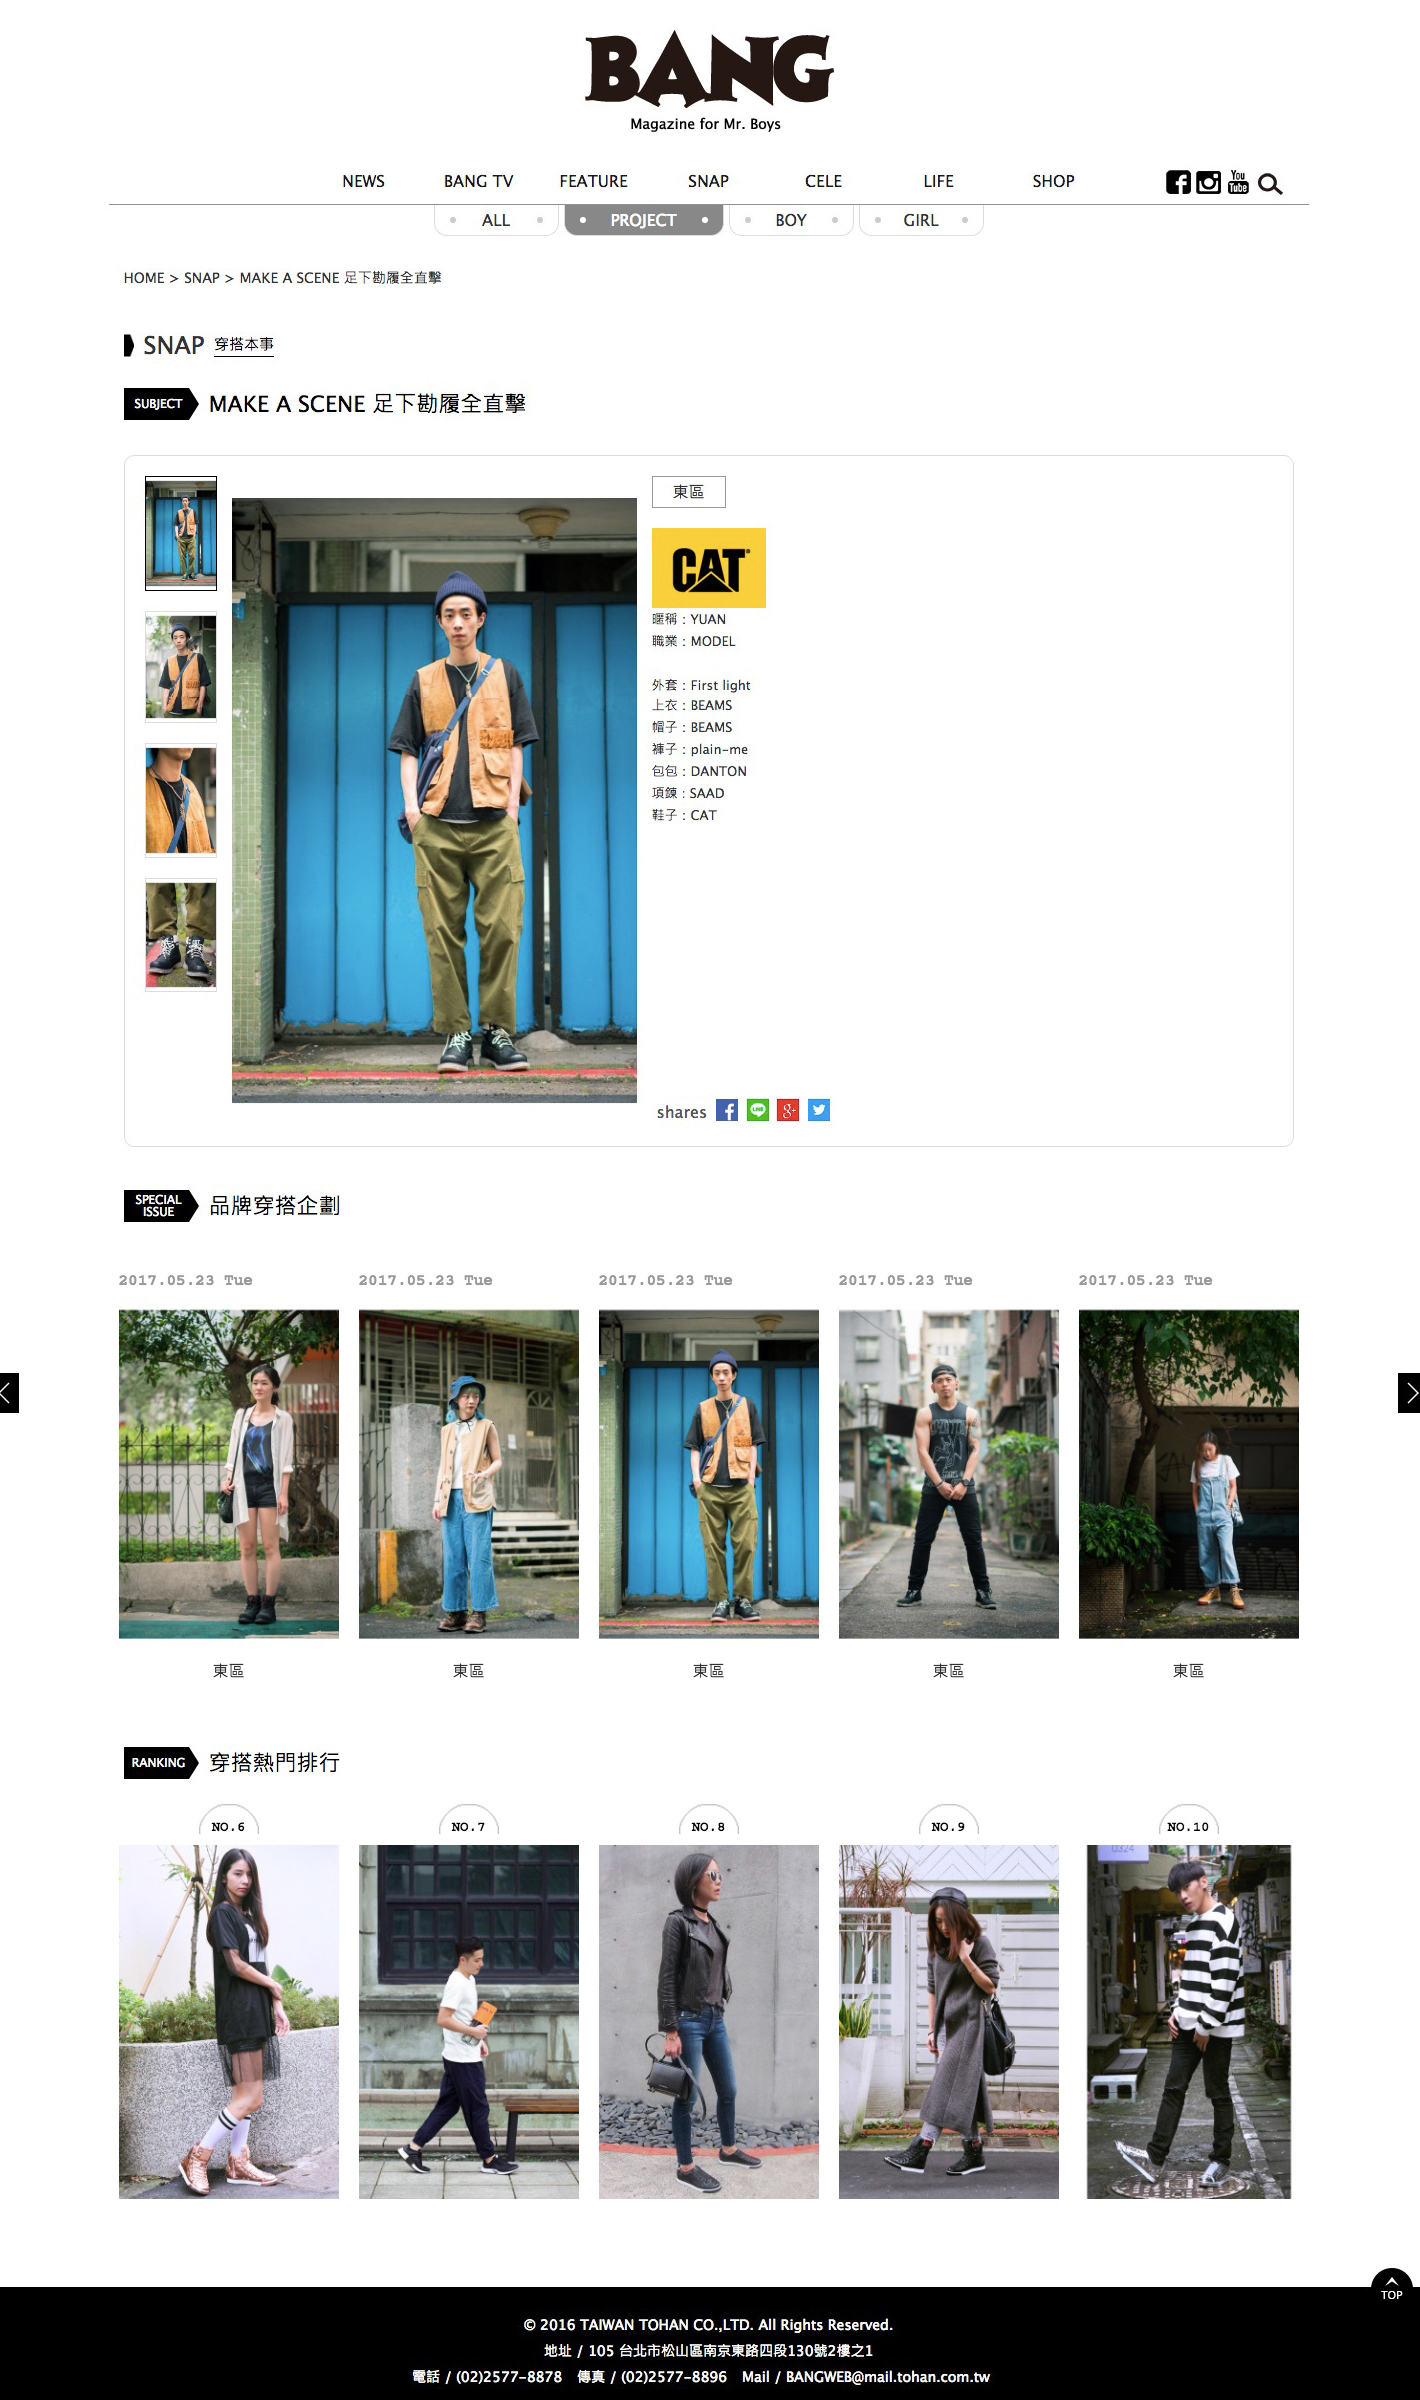 BANG
Magazine for Mr. Boys
NEWS BANG TV FEATURE SNAP CELE LIFE SHOP You Tube
ALL PROJECT BOY GIRL
HOME > SNAP > MAKE A SCENE 足下勘履全直擊
SNAP 穿搭本事
SUBJECT MAKE A SCENE 足下勘履全直擊
東區
CAT
暱稱：YUAN
職業：MODEL
外套：First light
上衣：BEAMS
帽子：BEAMS
褲子：plain-me
包包：DANTON
項鍊：SAAD
鞋子：CAT
shares
SPECIAL ISSUE 品牌穿搭企劃
2017.05.23 Tue 2017.05.23 Tue 2017.05.23 Tue 2017.05.23 Tue 2017.05.23 Tue
東區 東區 東區 東區 東區
RANKING 穿搭熱門排行
NO.6 NO.7 NO.8 NO.9 NO.10
TOP
© 2016 TAIWAN TOHAN CO.,LTD. All Rights Reserved.
地址 / 105 台北市松山區南京東路四段130號2樓之1
電話 / (02)2577-8878 傳真 / (02)2577-8896 Mail / BANGWEB@mail.tohan.com.tw